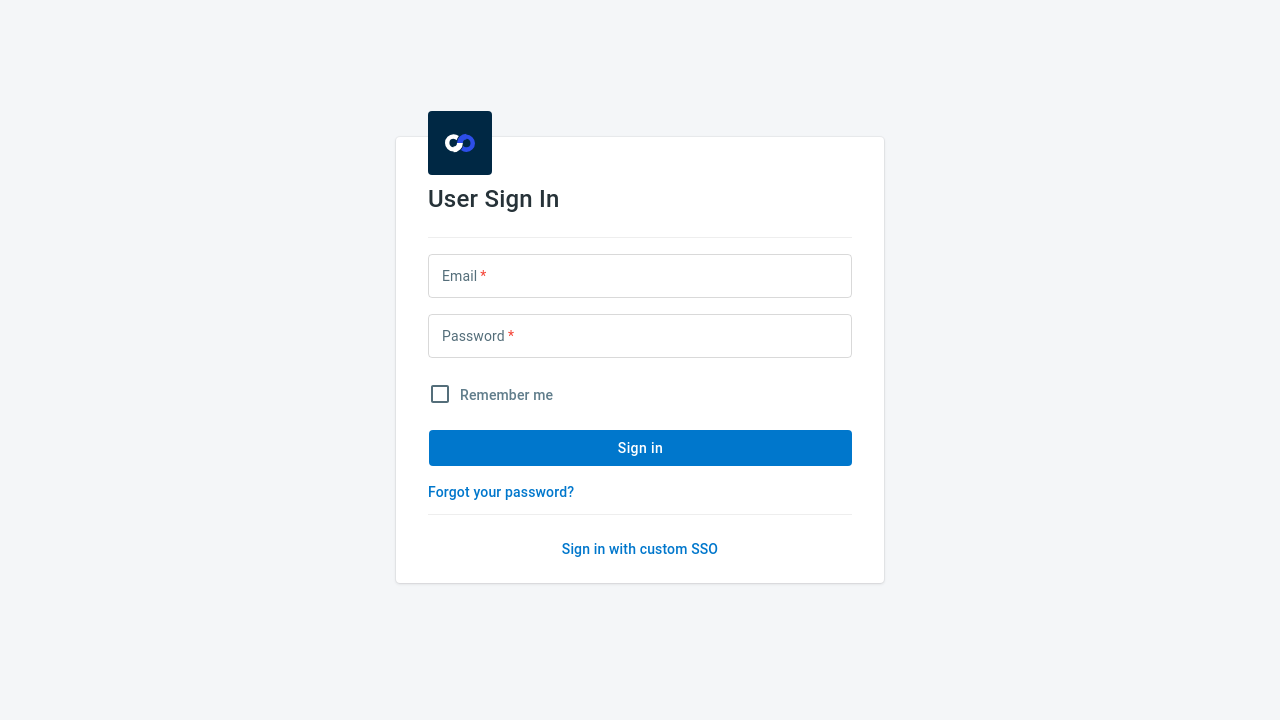 User Sign In
Email *
Password *
Remember me
Sign in
Forgot your password?
Sign in with custom SSO